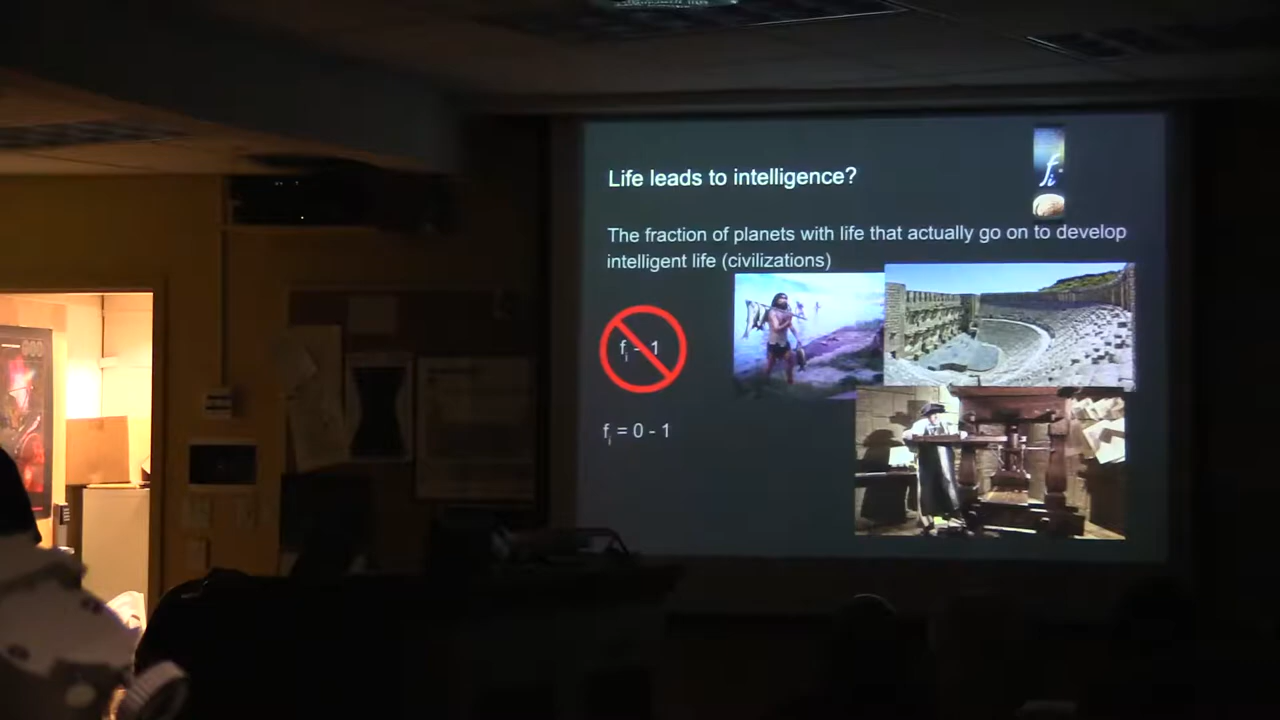 Life leads to intelligence?
fi
The fraction of planets with life that actually go on to develop
intelligent life (civilizations)
fi - 1
fi = 0 - 1